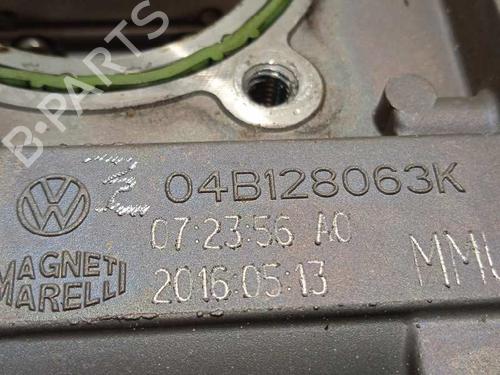 B-PARTS
04B128063K
07:23:56 A0
2016:05:13
MAGNETI
MARELLI